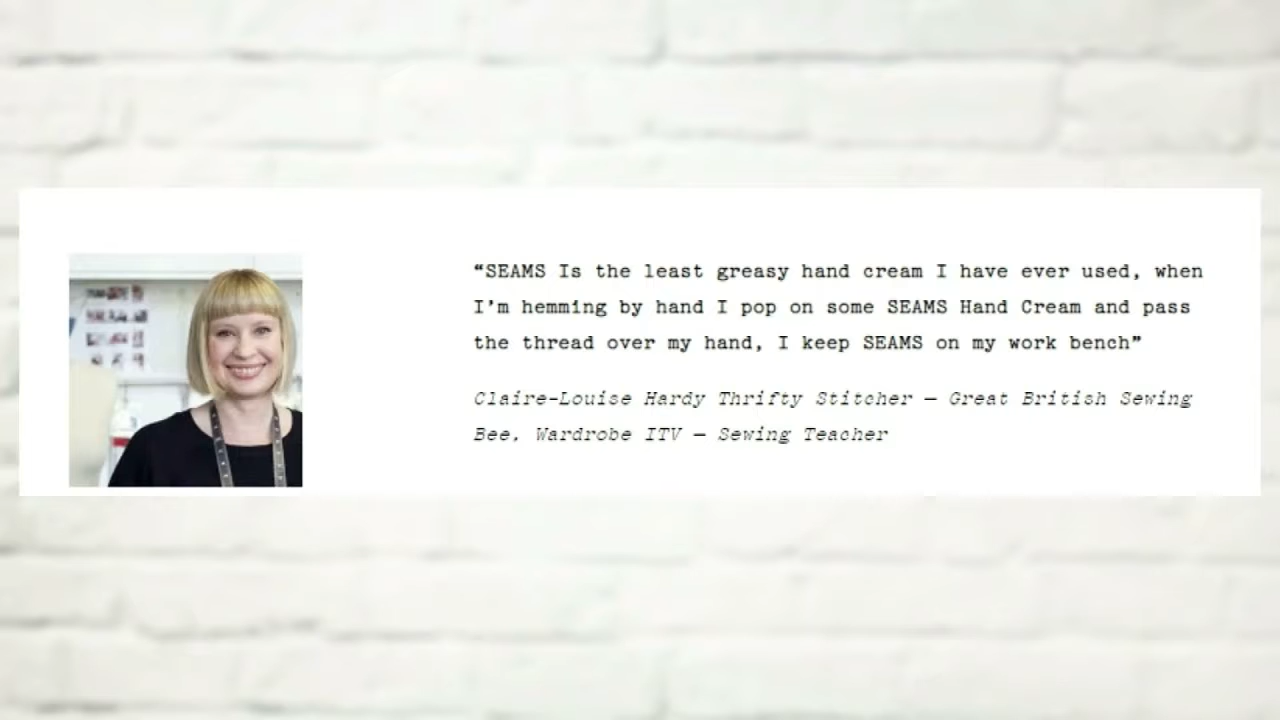 “SEAMS Is the least greasy hand cream I have ever used, when
I’m hemming by hand I pop on some SEAMS Hand Cream and pass
the thread over my hand, I keep SEAMS on my work bench”
Claire-Louise Hardy Thrifty Stitcher – Great British Sewing
Bee, Wardrobe ITV – Sewing Teacher